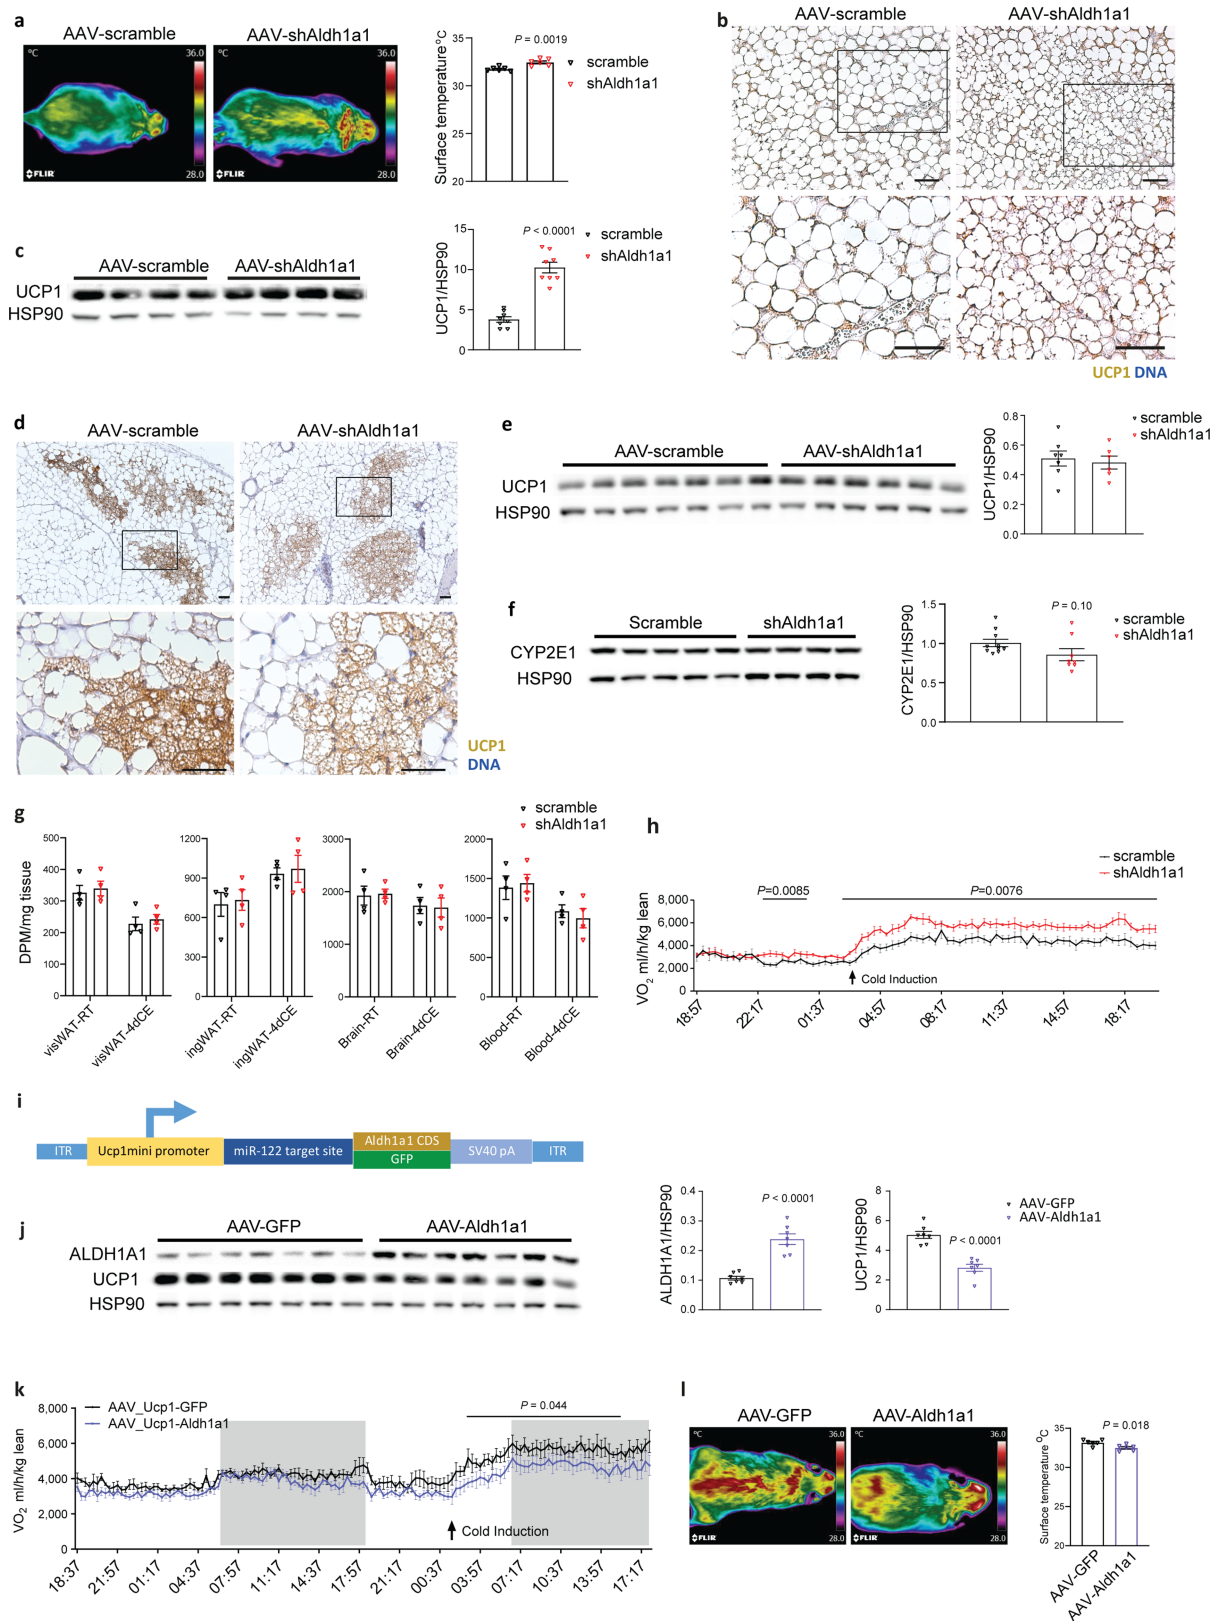 a
AAV-scramble
AAV-shAldh1a1
°C
36.0
28.0
FLIR
°C
36.0
28.0
FLIR
Surface temperature°C
35
30
25
20
P = 0.0019
scramble
shAldh1a1
b
AAV-scramble
AAV-shAldh1a1
UCP1 DNA
c
AAV-scramble
AAV-shAldh1a1
UCP1
HSP90
UCP1/HSP90
15
10
5
0
P < 0.0001
scramble
shAldh1a1
d
AAV-scramble
AAV-shAldh1a1
UCP1
DNA
e
AAV-scramble
AAV-shAldh1a1
UCP1
HSP90
UCP1/HSP90
0.8
0.6
0.4
0.2
0.0
scramble
shAldh1a1
f
Scramble
shAldh1a1
CYP2E1
HSP90
CYP2E1/HSP90
1.5
1.0
0.5
0.0
P = 0.10
scramble
shAldh1a1
g
scramble
shAldh1a1
DPM/mg tissue
500
400
300
200
100
0
visWAT-RT
visWAT-4dCE
1200
900
600
300
0
ingWAT-RT
ingWAT-4dCE
3000
2000
1000
0
Brain-RT
Brain-4dCE
2000
1500
1000
500
0
Blood-RT
Blood-4dCE
h
scramble
shAldh1a1
VO2 ml/h/kg lean
8,000
6,000
4,000
2,000
0
P=0.0085
P=0.0076
Cold Induction
18:57
22:17
01:37
04:57
08:17
11:37
14:57
18:17
i
ITR
Ucp1mini promoter
miR-122 target site
Aldh1a1 CDS
GFP
SV40 pA
ITR
j
AAV-GFP
AAV-Aldh1a1
ALDH1A1
UCP1
HSP90
ALDH1A1/HSP90
0.4
0.3
0.2
0.1
0.0
P < 0.0001
UCP1/HSP90
8
6
4
2
0
P < 0.0001
AAV-GFP
AAV-Aldh1a1
k
AAV_Ucp1-GFP
AAV_Ucp1-Aldh1a1
VO2 ml/h/kg lean
8,000
6,000
4,000
2,000
0
P = 0.044
Cold Induction
18:37
21:57
01:17
04:37
07:57
11:17
14:37
17:57
21:17
00:37
03:57
07:17
10:37
13:57
17:17
l
AAV-GFP
AAV-Aldh1a1
°C
36.0
28.0
FLIR
°C
36.0
28.0
FLIR
Surface temperature °C
35
30
25
20
P = 0.018
AAV-GFP
AAV-Aldh1a1